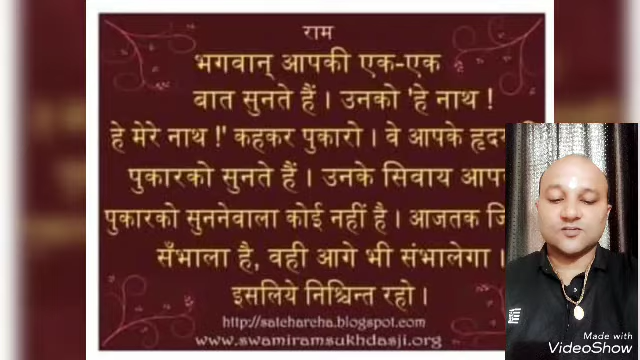 राम
भगवान् आपकी एक-एक
बात सुनते हैं । उनको 'हे नाथ !
हे मेरे नाथ !' कहकर पुकारो । वे आपके
पुकारको सुनते हैं । उनके सिवाय
पुकारको सुननेवाला कोई नहीं है । आजतक
सँभाला है, वही आगे भी संभालेगा ।
इसलिये निश्चिन्त रहो ।
http://satcharcha.blogspot.com
www.swamiramsukhdasji.org
Made with
VideoShow